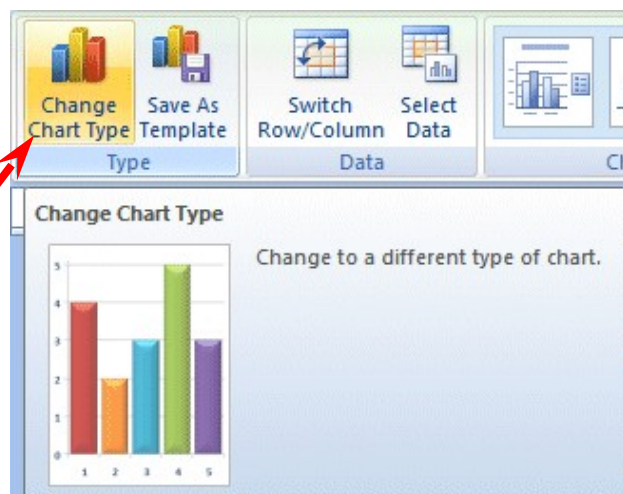 Change Chart Type
Save As Template
Switch Row/Column
Select Data
Type
Data
Change Chart Type
Change to a different type of chart.
5
4
3
2
1
0
1 2 3 4 5